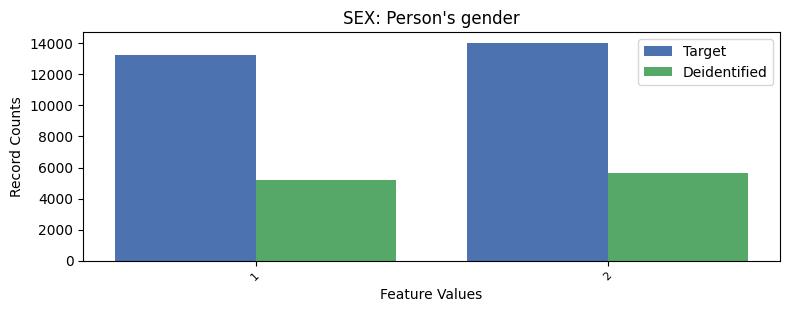 SEX: Person's gender
Target
Deidentified
Record Counts
14000
12000
10000
8000
6000
4000
2000
0
1
2
Feature Values